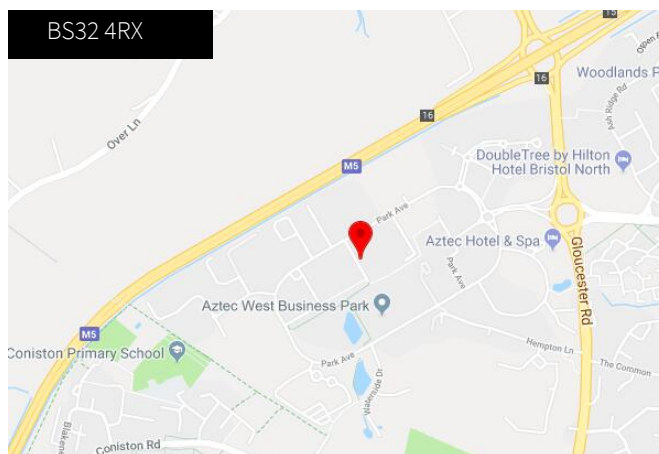 BS32 4RX
15
Woodlands P
16
Ash Ridge Rd
16
Over Ln
DoubleTree by Hilton
Hotel Bristol North
M5
Park Ave
Aztec Hotel & Spa
Park Ave
Gloucester Rd
Aztec West Business Park
M5
Hempton Ln
Coniston Primary School
Park Ave
The Common
Waterside Dr
Blakene
Coniston Rd